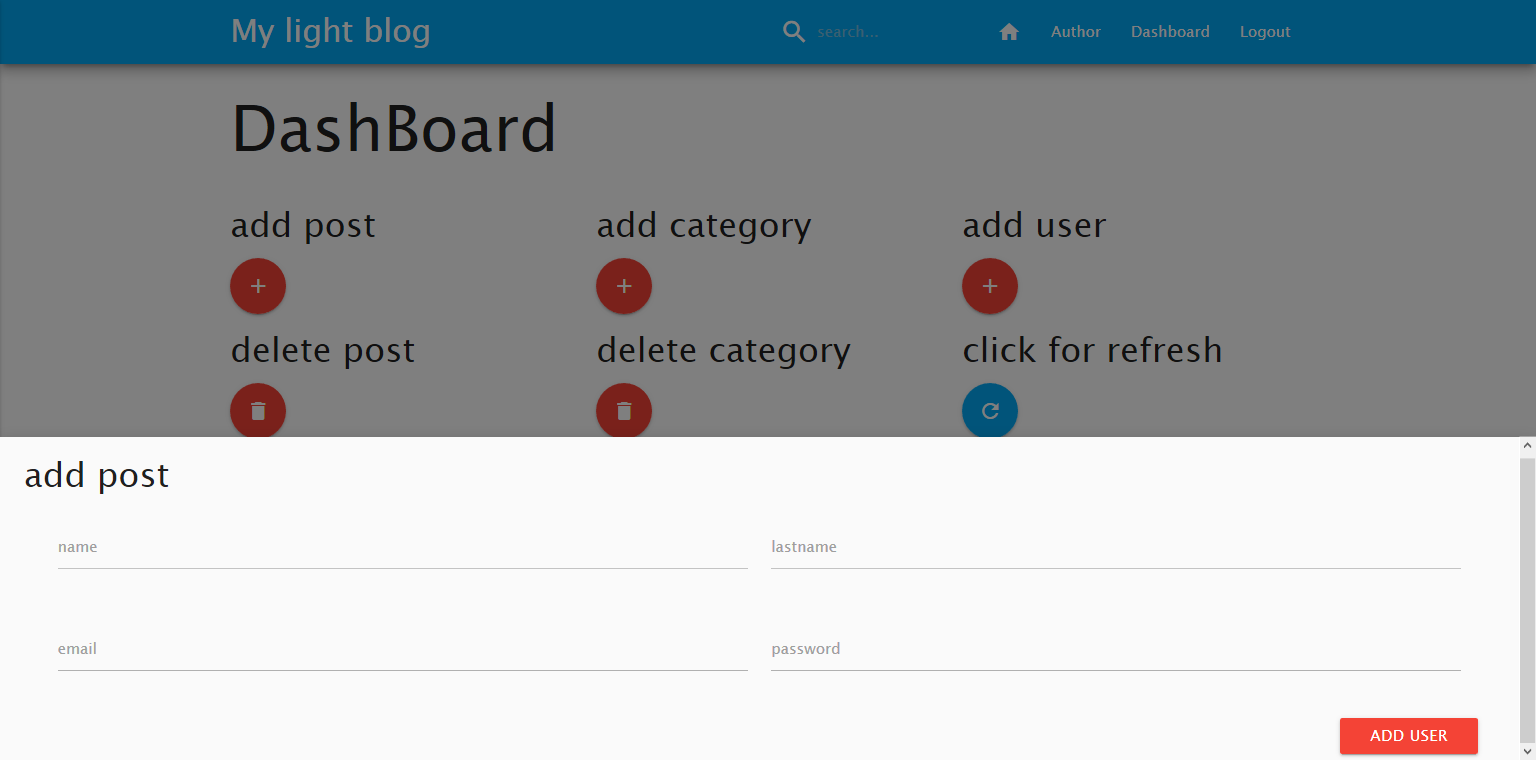 My light blog search... Author Dashboard Logout
DashBoard
add post add category add user
delete post delete category click for refresh
add post
name lastname
email password
ADD USER